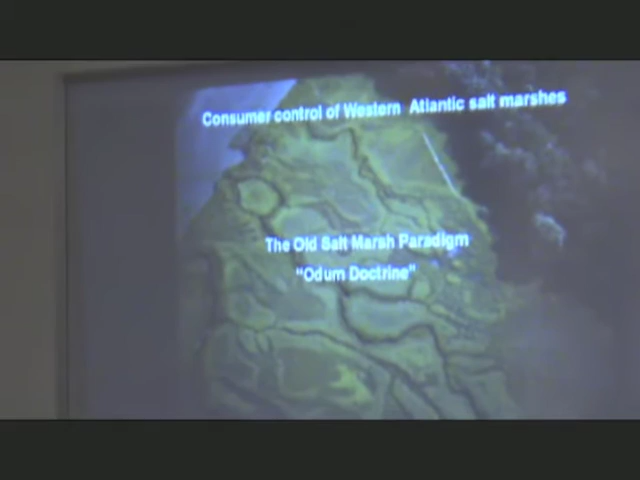 Consumer control of Western Atlantic salt marshes
The Old Salt Marsh Paradigm
“Odum Doctrine”